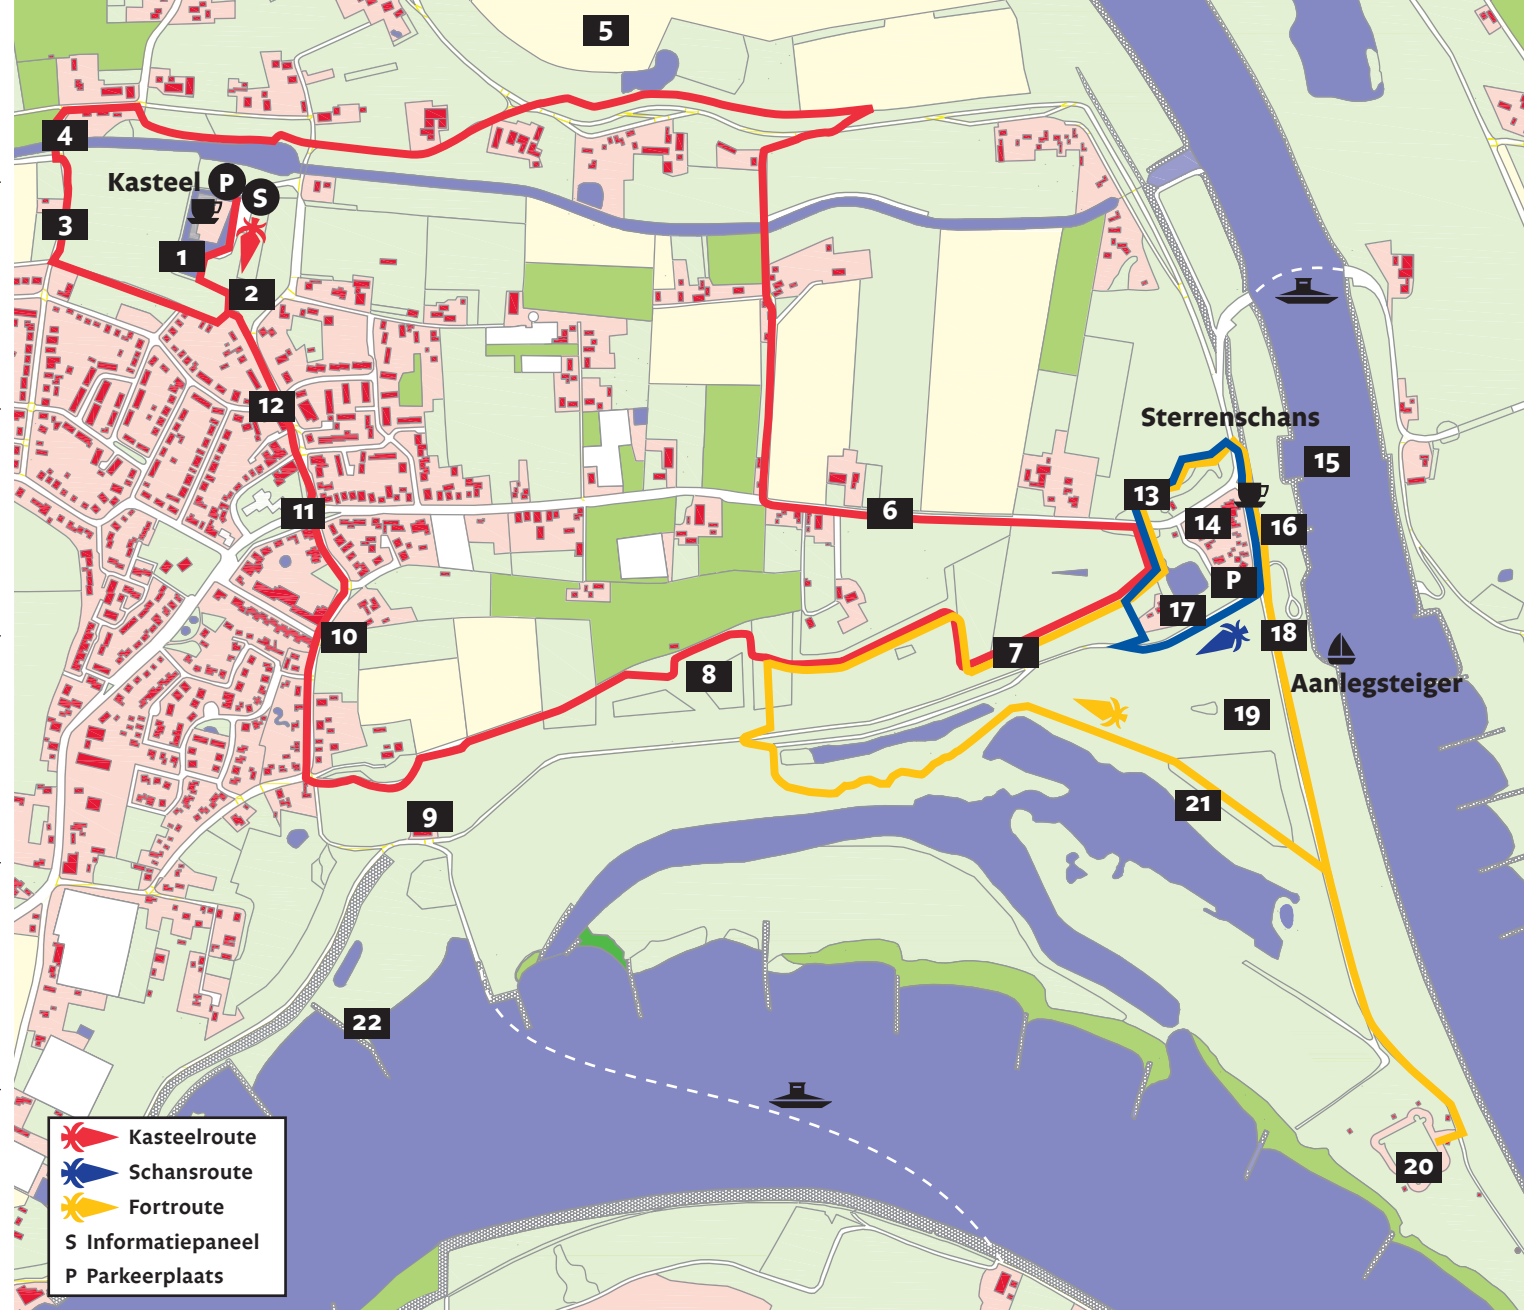 5
4
Kasteel P
S
3
1
2
12
Sterrenschans
15
13
11
6
14
16
P
17
10
18
7
8
Aanlegsteiger
19
21
9
22
20
Kasteelroute
Schansroute
Fortroute
S Informatiepaneel
P Parkeerplaats